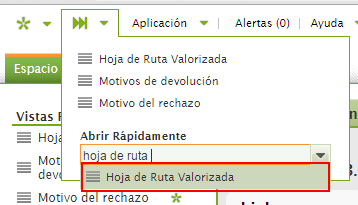 Aplicación
Alertas (0)
Ayuda
Hoja de Ruta Valorizada
Motivos de devolución
Motivo del rechazo
Espacio
Abrir Rápidamente
hoja de ruta
Hoja de Ruta Valorizada
Vistas
Hoja
Mot
devo
Motivo del rechazo